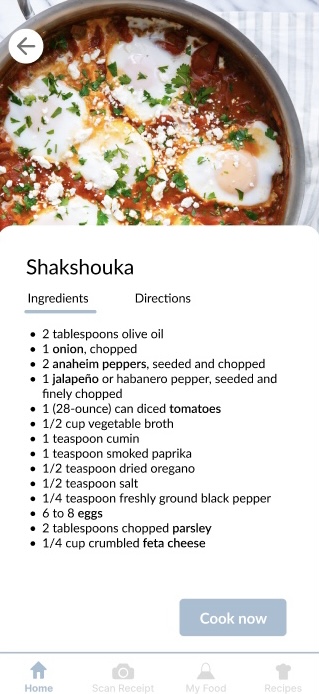 Shakshouka
Ingredients Directions
• 2 tablespoons olive oil
• 1 onion, chopped
• 2 anaheim peppers, seeded and chopped
• 1 jalapeño or habanero pepper, seeded and
finely chopped
• 1 (28-ounce) can diced tomatoes
• 1/2 cup vegetable broth
• 1 teaspoon cumin
• 1 teaspoon smoked paprika
• 1/2 teaspoon dried oregano
• 1/2 teaspoon salt
• 1/4 teaspoon freshly ground black pepper
• 6 to 8 eggs
• 2 tablespoons chopped parsley
• 1/4 cup crumbled feta cheese
Cook now
Home Scan Receipt My Food Recipes